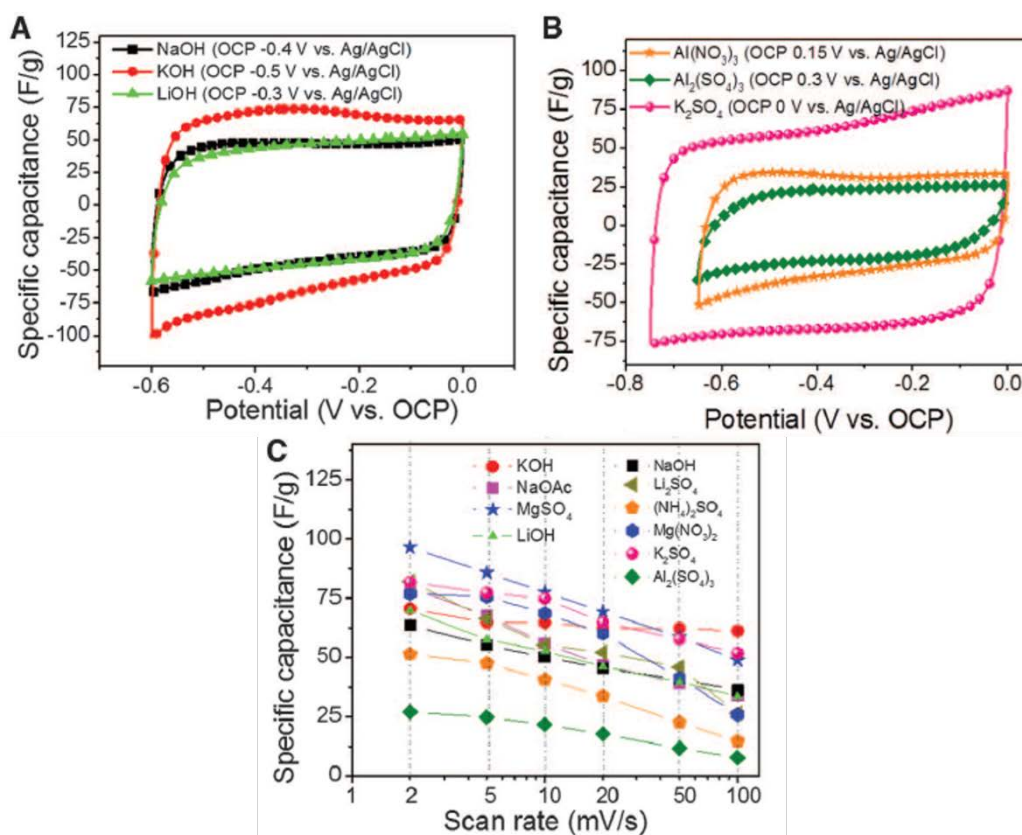 A
NaOH (OCP -0.4 V vs. Ag/AgCl)
KOH (OCP -0.5 V vs. Ag/AgCl)
LiOH (OCP -0.3 V vs. Ag/AgCl)
Specific capacitance (F/g)
125
100
75
50
25
0
-25
-50
-75
-100
-0.6 -0.4 -0.2 0.0
Potential (V vs. OCP)
B
Al(NO₃)₃ (OCP 0.15 V vs. Ag/AgCl)
Al₂(SO₄)₃ (OCP 0.3 V vs. Ag/AgCl)
K₂SO₄ (OCP 0 V vs. Ag/AgCl)
Specific capacitance (F/g)
100
75
50
25
0
-25
-50
-75
-0.8 -0.6 -0.4 -0.2 0.0
Potential (V vs. OCP)
C
KOH
NaOAc
MgSO₄
LiOH
NaOH
Li₂SO₄
(NH₄)₂SO₄
Mg(NO₃)₂
K₂SO₄
Al₂(SO₄)₃
Specific capacitance (F/g)
125
100
75
50
25
0
1 2 5 10 20 50 100
Scan rate (mV/s)